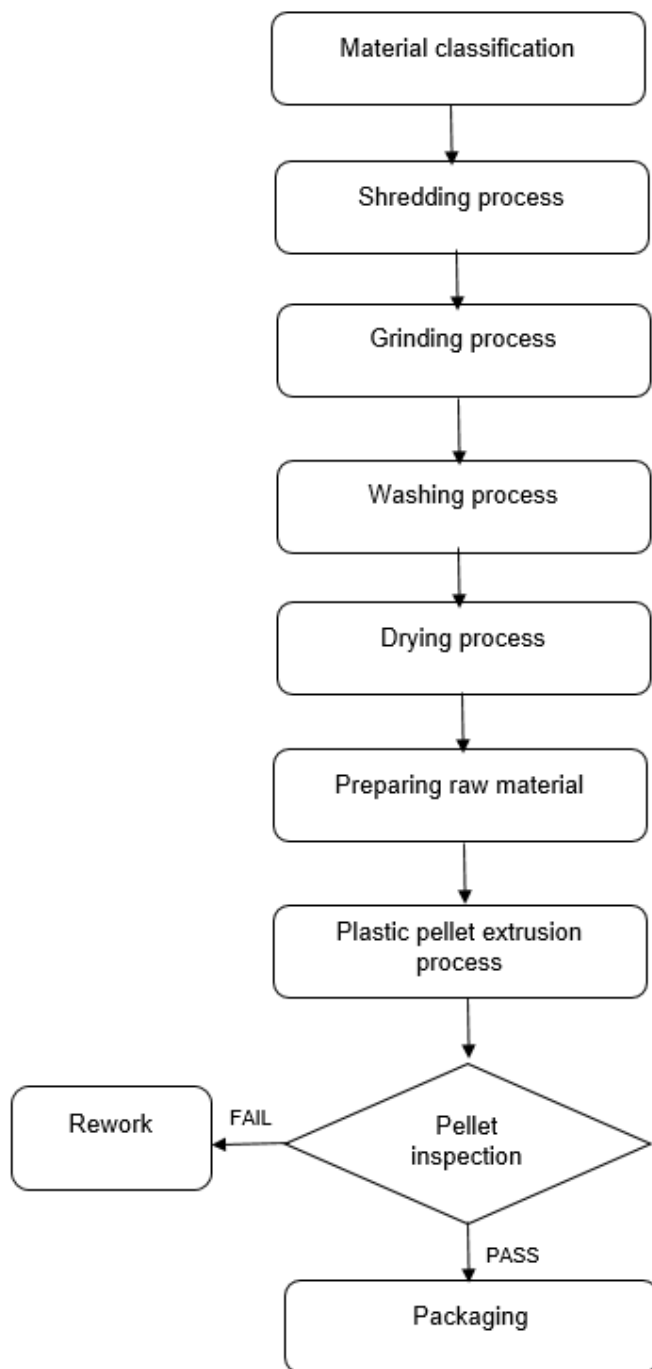 Material classification
Shredding process
Grinding process
Washing process
Drying process
Preparing raw material
Plastic pellet extrusion
process
Rework
FAIL
Pellet
inspection
PASS
Packaging